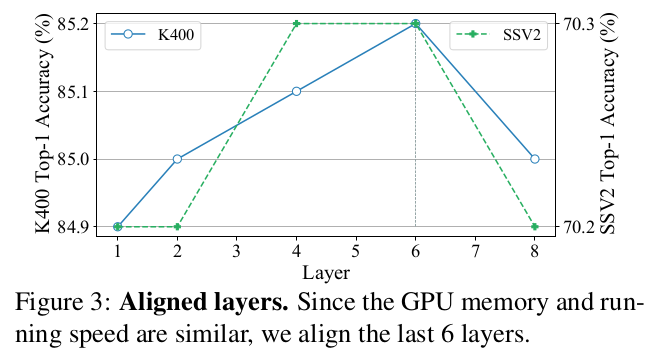 85.2
85.1
85.0
84.9
K400 Top-1 Accuracy (%)
K400
SSV2
70.3
70.2
SSV2 Top-1 Accuracy (%)
1 2 3 4 5 6 7 8
Layer
Figure 3: Aligned layers. Since the GPU memory and run-
ning speed are similar, we align the last 6 layers.